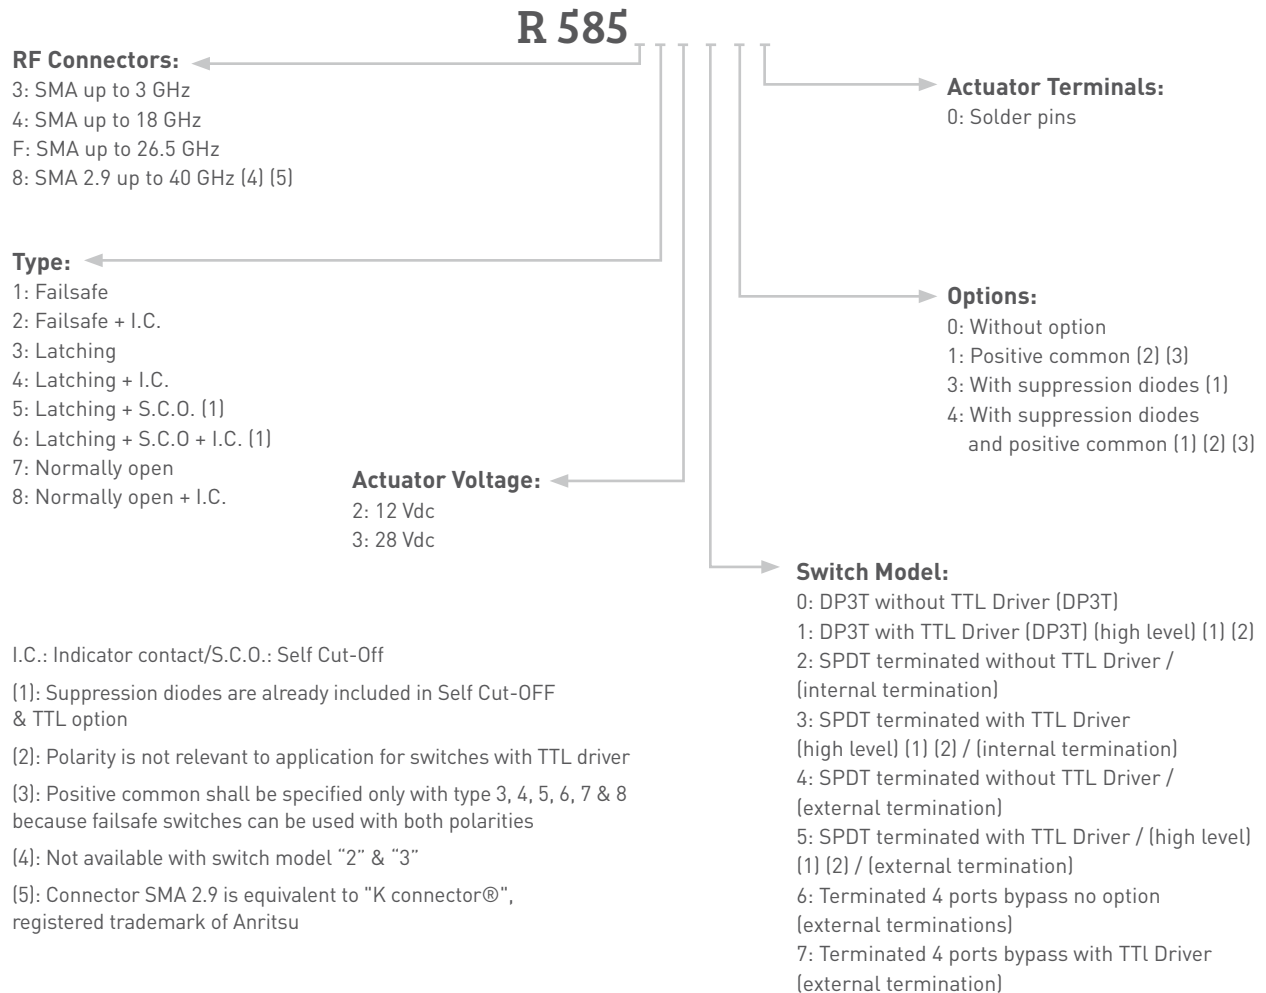 R 585
RF Connectors:
3: SMA up to 3 GHz
4: SMA up to 18 GHz
F: SMA up to 26.5 GHz
8: SMA 2.9 up to 40 GHz (4) (5)
Type:
1: Failsafe
2: Failsafe + I.C.
3: Latching
4: Latching + I.C.
5: Latching + S.C.O. (1)
6: Latching + S.C.O + I.C. (1)
7: Normally open
8: Normally open + I.C.
Actuator Voltage:
2: 12 Vdc
3: 28 Vdc
Actuator Terminals:
0: Solder pins
Options:
0: Without option
1: Positive common (2) (3)
3: With suppression diodes (1)
4: With suppression diodes
and positive common (1) (2) (3)
Switch Model:
0: DP3T without TTL Driver (DP3T)
1: DP3T with TTL Driver (DP3T) (high level) (1) (2)
2: SPDT terminated without TTL Driver /
(internal termination)
3: SPDT terminated with TTL Driver
(high level) (1) (2) / (internal termination)
4: SPDT terminated without TTL Driver /
(external termination)
5: SPDT terminated with TTL Driver / (high level)
(1) (2) / (external termination)
6: Terminated 4 ports bypass no option
(external terminations)
7: Terminated 4 ports bypass with TTl Driver
(external termination)
I.C.: Indicator contact/S.C.O.: Self Cut-Off
(1): Suppression diodes are already included in Self Cut-OFF
& TTL option
(2): Polarity is not relevant to application for switches with TTL driver
(3): Positive common shall be specified only with type 3, 4, 5, 6, 7 & 8
because failsafe switches can be used with both polarities
(4): Not available with switch model “2” & “3”
(5): Connector SMA 2.9 is equivalent to "K connector®",
registered trademark of Anritsu